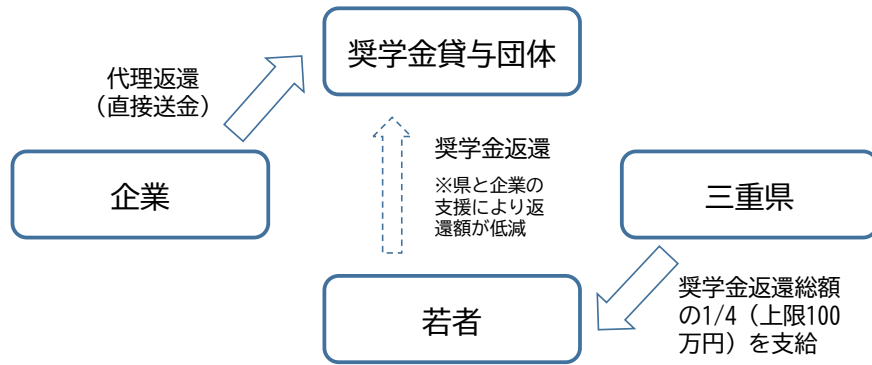 奨学金貸与団体
代理返還
（直接送金）
企業
奨学金返還
※県と企業の
支援により返
還額が低減
三重県
若者
奨学金返還総額
の1/4（上限100
万円）を支給